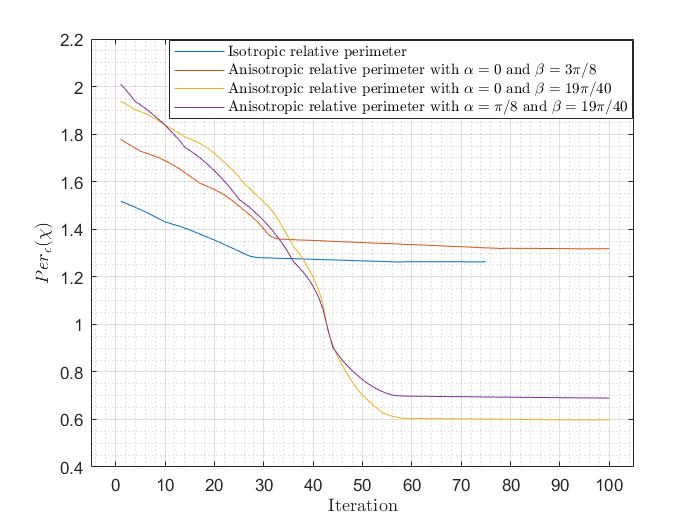 Isotropic relative perimeter
Anisotropic relative perimeter with α = 0 and β = 3π/8
Anisotropic relative perimeter with α = 0 and β = 19π/40
Anisotropic relative perimeter with α = π/8 and β = 19π/40
2.2
2
1.8
1.6
1.4
1.2
1
0.8
0.6
0.4
Per_ε(χ)
0 10 20 30 40 50 60 70 80 90 100
Iteration